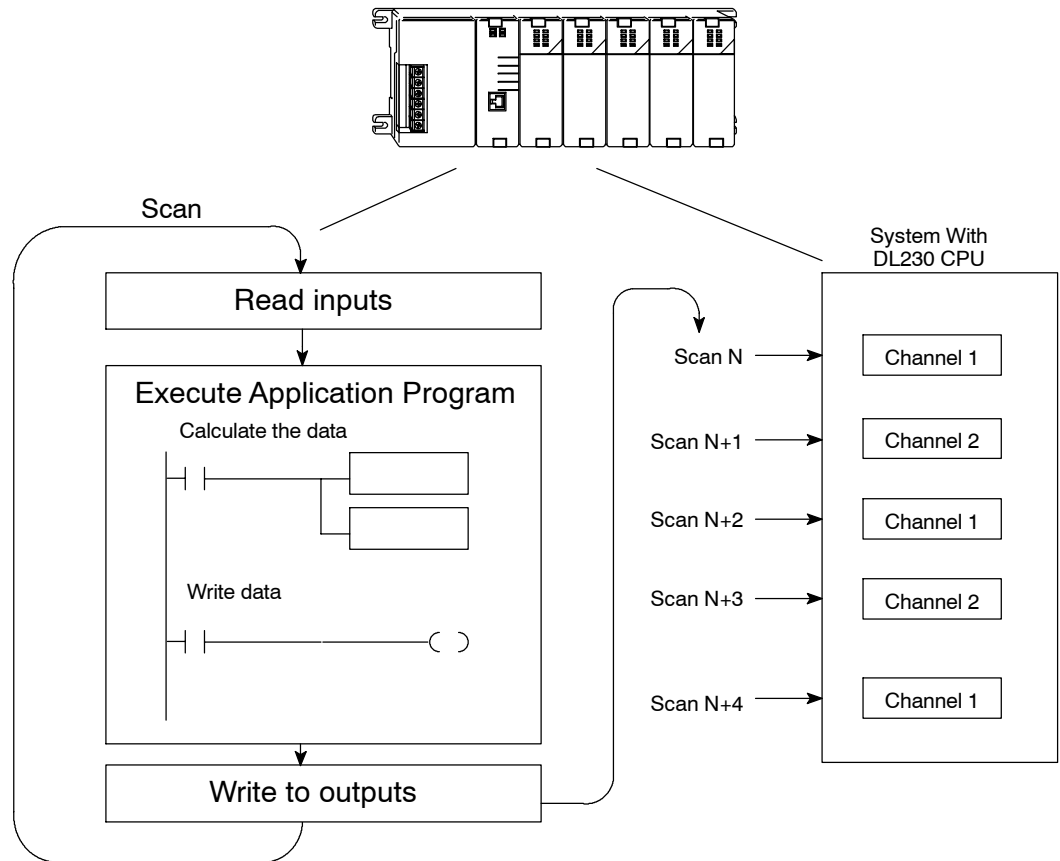 Scan
Read inputs
Execute Application Program
Calculate the data
Write data
Write to outputs
System With
DL230 CPU
Scan N
Channel 1
Scan N+1
Channel 2
Scan N+2
Channel 1
Scan N+3
Channel 2
Scan N+4
Channel 1